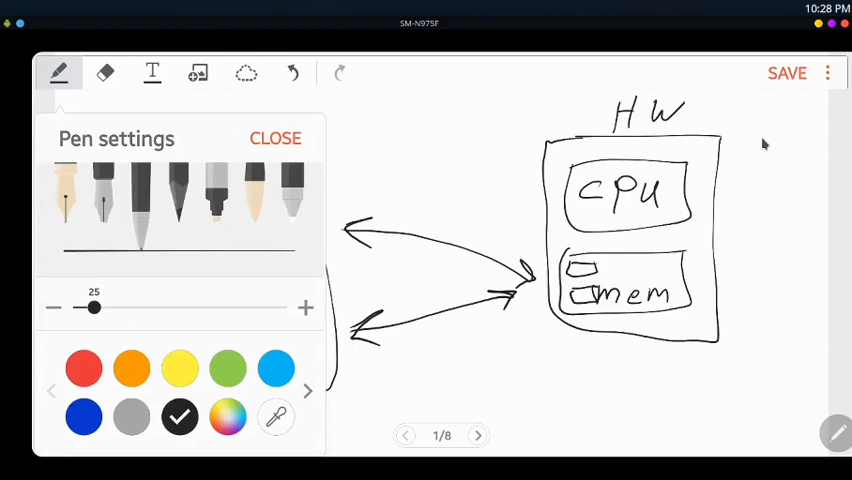 10:28 PM
SM-N975F
T
SAVE
Pen settings
CLOSE
25
HW
CPU
mem
1/8